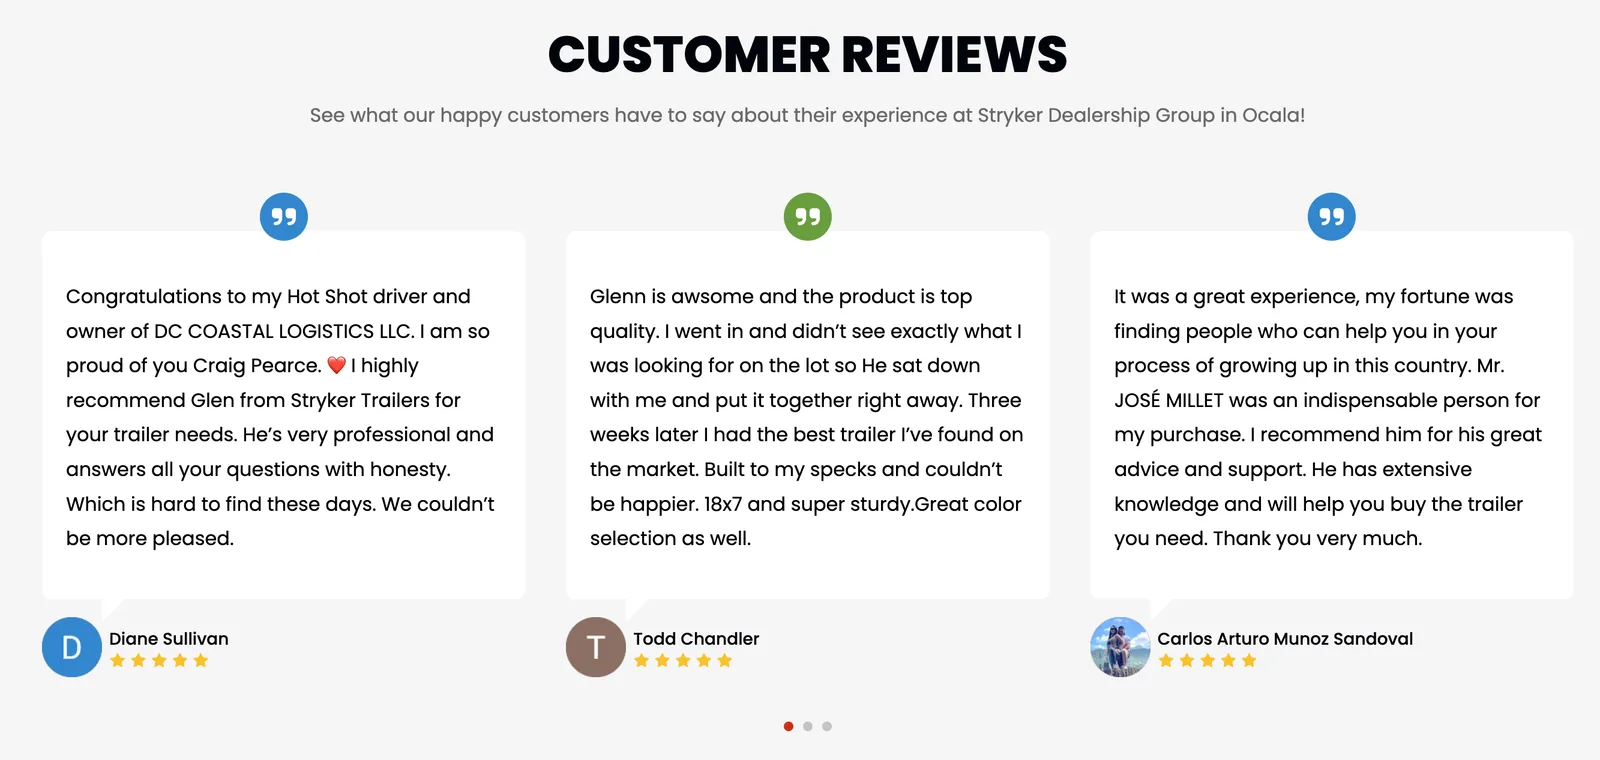 CUSTOMER REVIEWS
See what our happy customers have to say about their experience at Stryker Dealership Group in Ocala!
Congratulations to my Hot Shot driver and
owner of DC COASTAL LOGISTICS LLC. I am so
proud of you Craig Pearce. ❤️ I highly
recommend Glen from Stryker Trailers for
your trailer needs. He’s very professional and
answers all your questions with honesty.
Which is hard to find these days. We couldn’t
be more pleased.
D
Diane Sullivan
Glenn is awsome and the product is top
quality. I went in and didn’t see exactly what I
was looking for on the lot so He sat down
with me and put it together right away. Three
weeks later I had the best trailer I’ve found on
the market. Built to my specks and couldn’t
be happier. 18x7 and super sturdy.Great color
selection as well.
T
Todd Chandler
It was a great experience, my fortune was
finding people who can help you in your
process of growing up in this country. Mr.
JOSÉ MILLET was an indispensable person for
my purchase. I recommend him for his great
advice and support. He has extensive
knowledge and will help you buy the trailer
you need. Thank you very much.
Carlos Arturo Munoz Sandoval